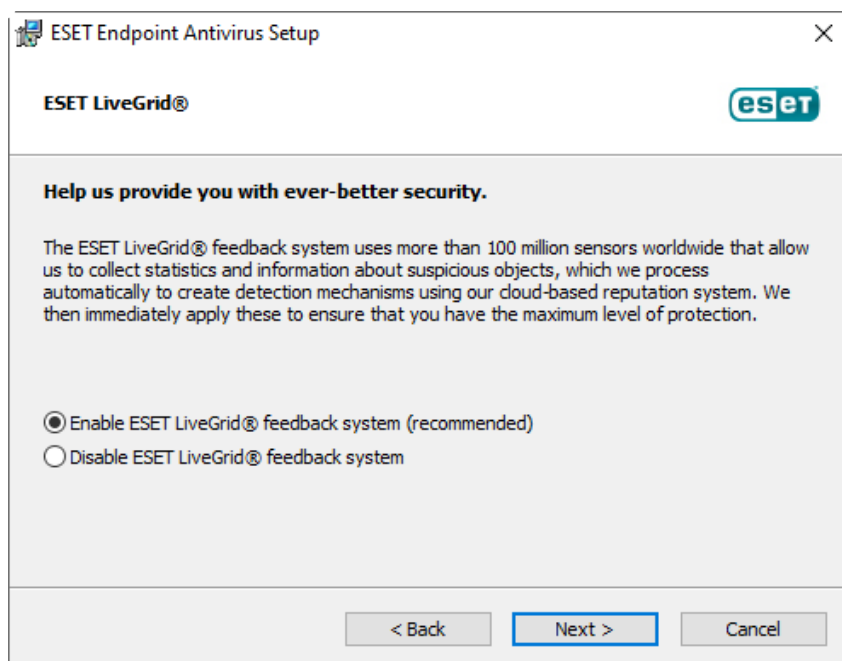 ESET Endpoint Antivirus Setup
ESET LiveGrid®
eseT
Help us provide you with ever-better security.
The ESET LiveGrid® feedback system uses more than 100 million sensors worldwide that allow
us to collect statistics and information about suspicious objects, which we process
automatically to create detection mechanisms using our cloud-based reputation system. We
then immediately apply these to ensure that you have the maximum level of protection.
Enable ESET LiveGrid® feedback system (recommended)
Disable ESET LiveGrid® feedback system
< Back Next > Cancel